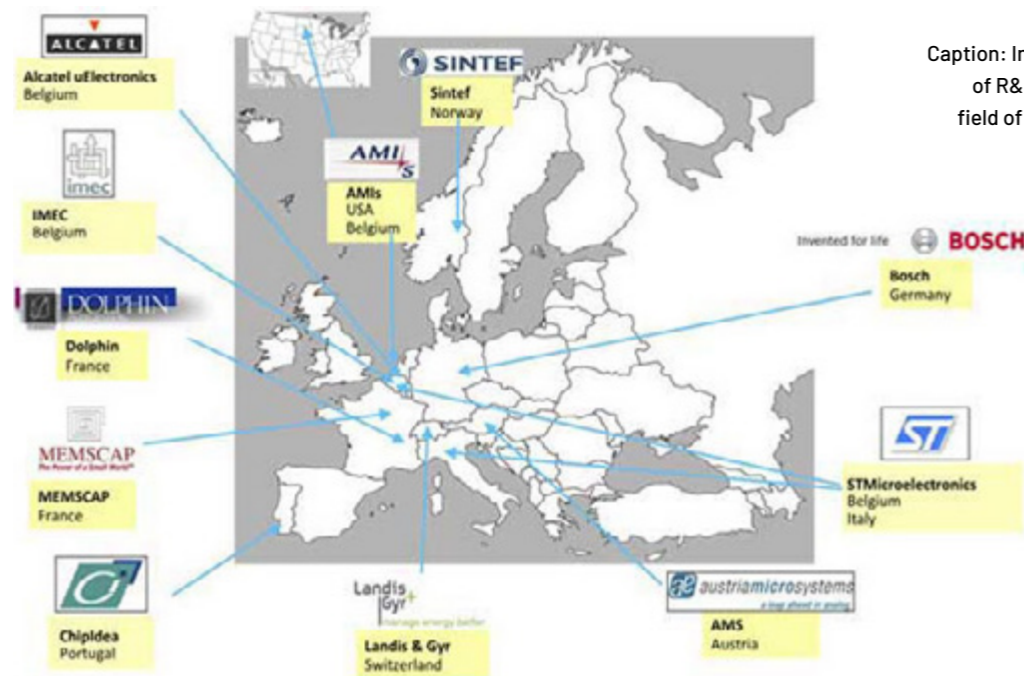 ALCATEL
Alcatel uElectronics
Belgium
imec
IMEC
Belgium
DOLPHIN
Dolphin
France
MEMSCAP
The Power of a Small World™
MEMSCAP
France
ChipIdea
Portugal
AMI
S
AMIs
USA
Belgium
SINTEF
Sintef
Norway
Caption: In
of R&
field of
Invented for life
BOSCH
Bosch
Germany
ST
STMicroelectronics
Belgium
Italy
Landis
Gyr+
manage energy better
Landis & Gyr
Switzerland
austriamicrosystems
a leap ahead in analog
AMS
Austria